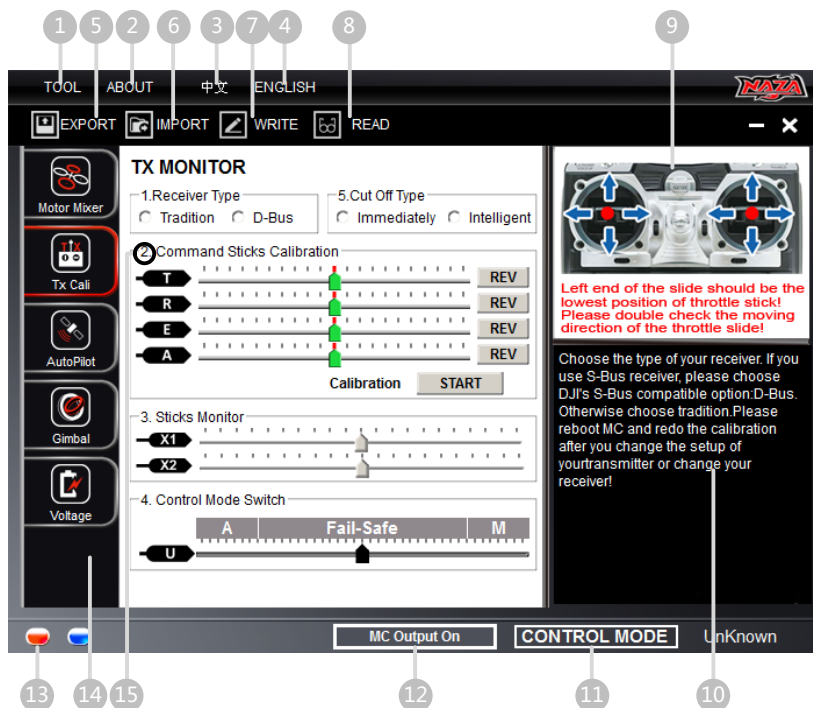 1 5 2 6 3 7 4 8 9
TOOL ABOUT 中文 ENGLISH NAZA
EXPORT IMPORT WRITE READ
Motor Mixer
Tx Cali
AutoPilot
Gimbal
Voltage
TX MONITOR
1.Receiver Type
Tradition D-Bus
5.Cut Off Type
Immediately Intelligent
2. Command Sticks Calibration
T REV
R REV
E REV
A REV
Calibration START
3. Sticks Monitor
X1
X2
4. Control Mode Switch
A Fail-Safe M
U
Left end of the slide should be the
lowest position of throttle stick!
Please double check the moving
direction of the throttle slide!
Choose the type of your receiver. If you
use S-Bus receiver, please choose
DJI's S-Bus compatible option:D-Bus.
Otherwise choose tradition.Please
reboot MC and redo the calibration
after you change the setup of
yourtransmitter or change your
receiver!
MC Output On CONTROL MODE UnKnown
13 14 15 12 11 10